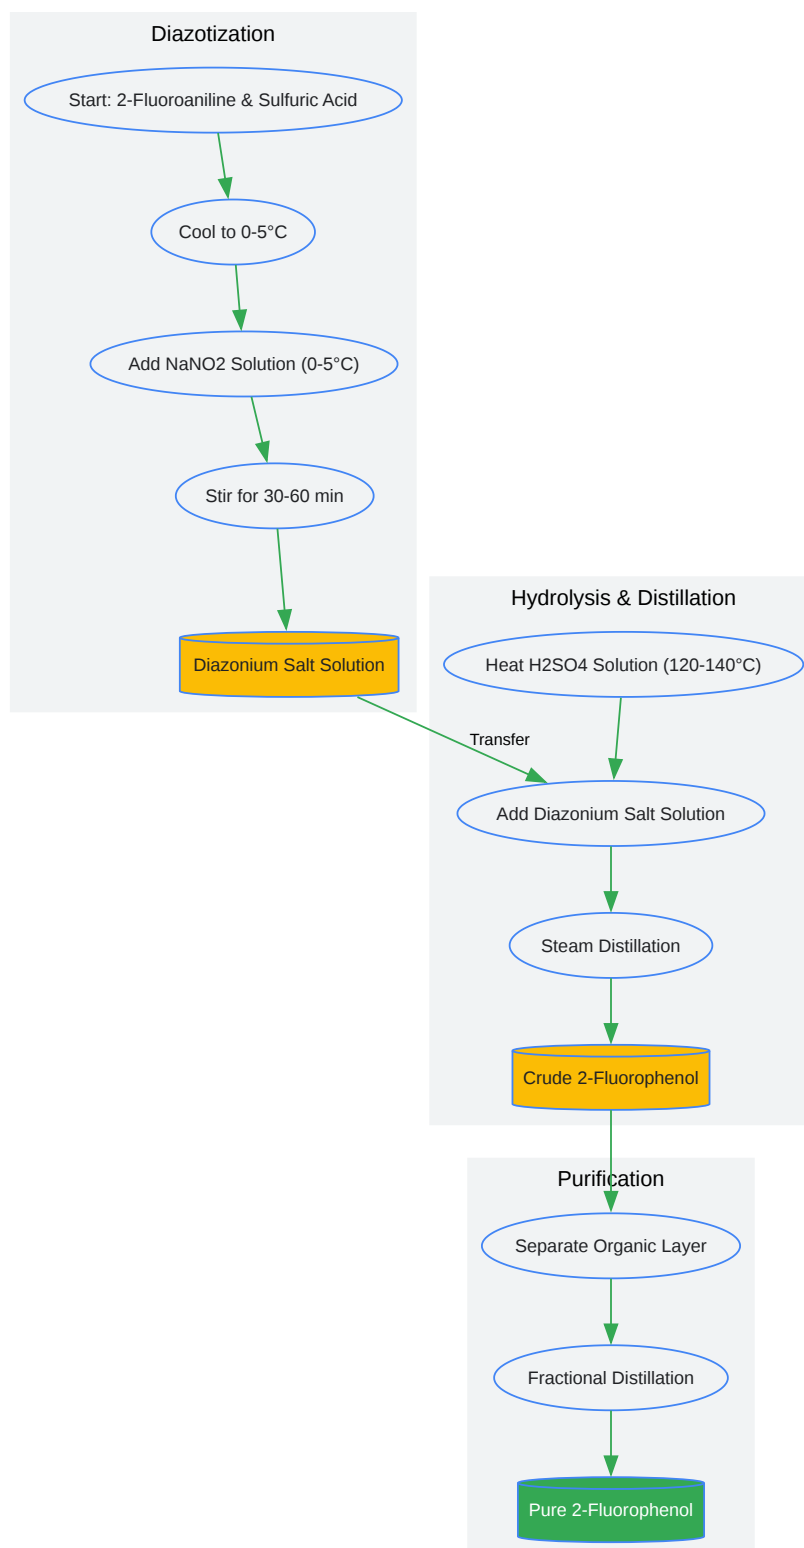 Diazotization
Start: 2-Fluoroaniline & Sulfuric Acid
Cool to 0-5°C
Add NaNO2 Solution (0-5°C)
Stir for 30-60 min
Diazonium Salt Solution
Hydrolysis & Distillation
Heat H2SO4 Solution (120-140°C)
Transfer
Add Diazonium Salt Solution
Steam Distillation
Crude 2-Fluorophenol
Purification
Separate Organic Layer
Fractional Distillation
Pure 2-Fluorophenol